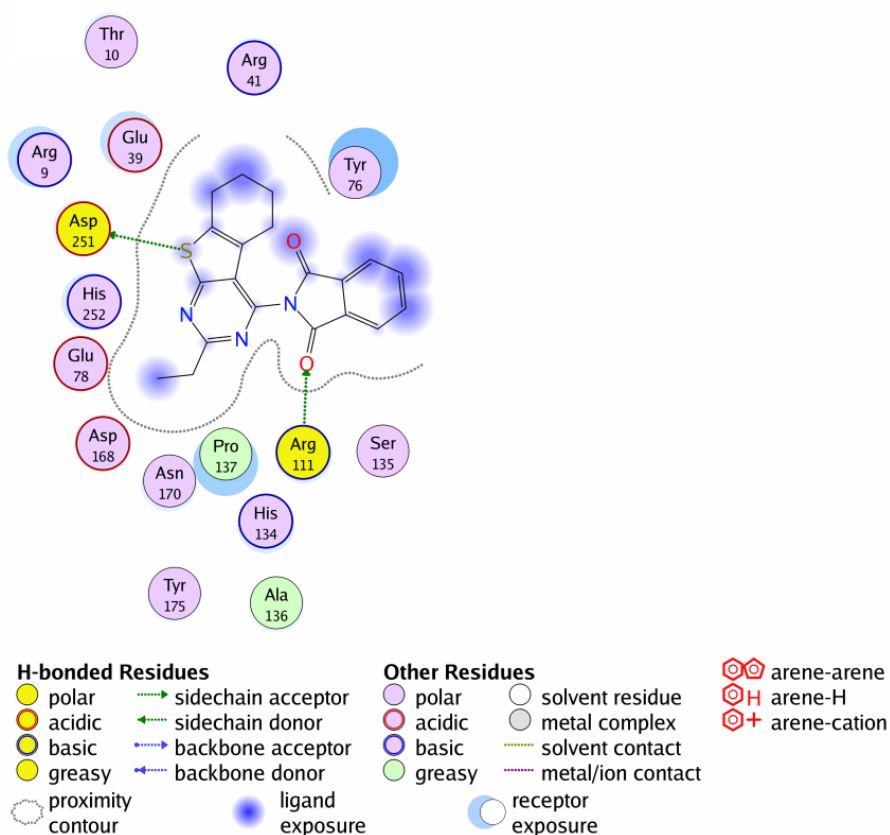 Thr
10
Arg
41
Glu
39
Arg
9
Tyr
76
Asp
251
O
S
His
252
N
N
N
O
Glu
78
Asp
168
Pro
137
Arg
111
Ser
135
Asn
170
His
134
Tyr
175
Ala
136
H-bonded Residues
polar
acidic
basic
greasy
sidechain acceptor
sidechain donor
backbone acceptor
backbone donor
proximity
contour
ligand
exposure
Other Residues
polar
acidic
basic
greasy
solvent residue
metal complex
solvent contact
metal/ion contact
receptor
exposure
arene-arene
H arene-H
+ arene-cation